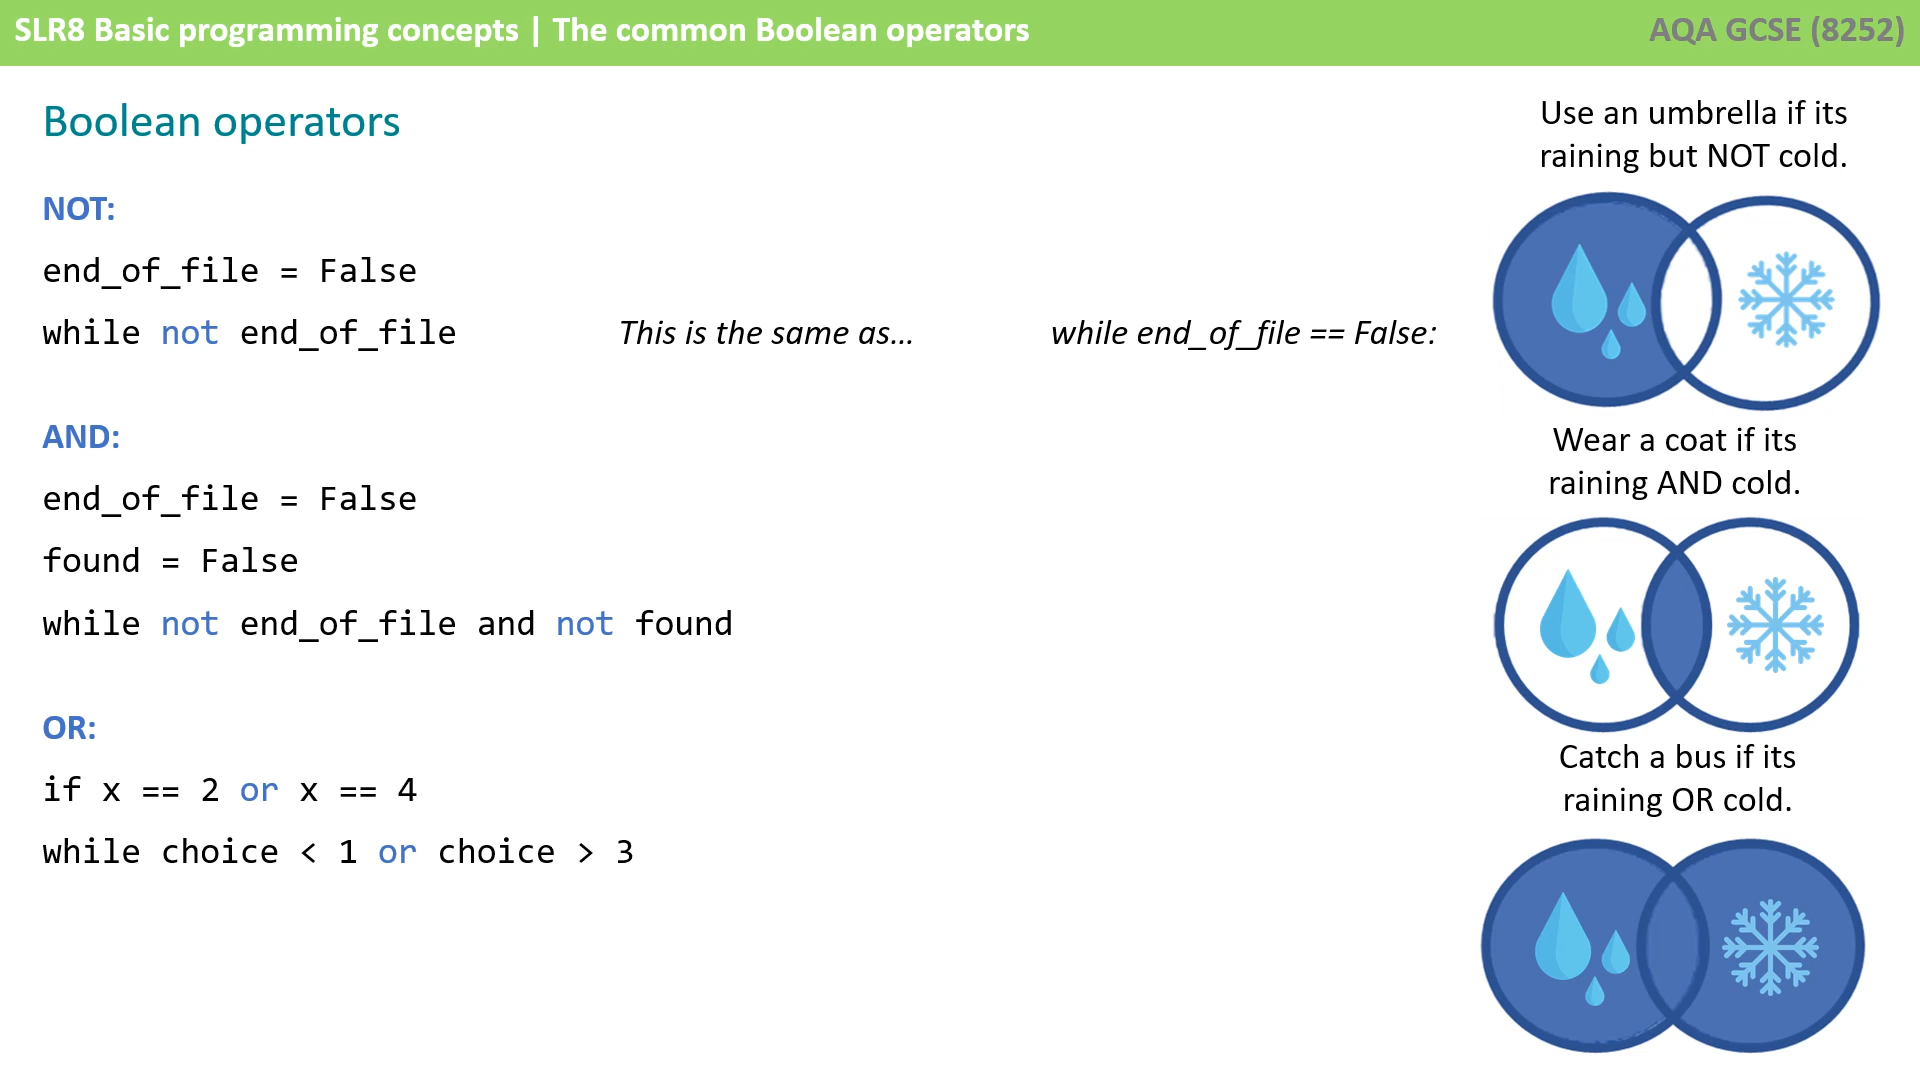 SLR8 Basic programming concepts | The common Boolean operators
AQA GCSE (8252)
Boolean operators
NOT:
end_of_file = False
while not end_of_file
This is the same as...
while end_of_file == False:
AND:
end_of_file = False
found = False
while not end_of_file and not found
OR:
if x == 2 or x == 4
while choice < 1 or choice > 3
Use an umbrella if its
raining but NOT cold.
Wear a coat if its
raining AND cold.
Catch a bus if its
raining OR cold.